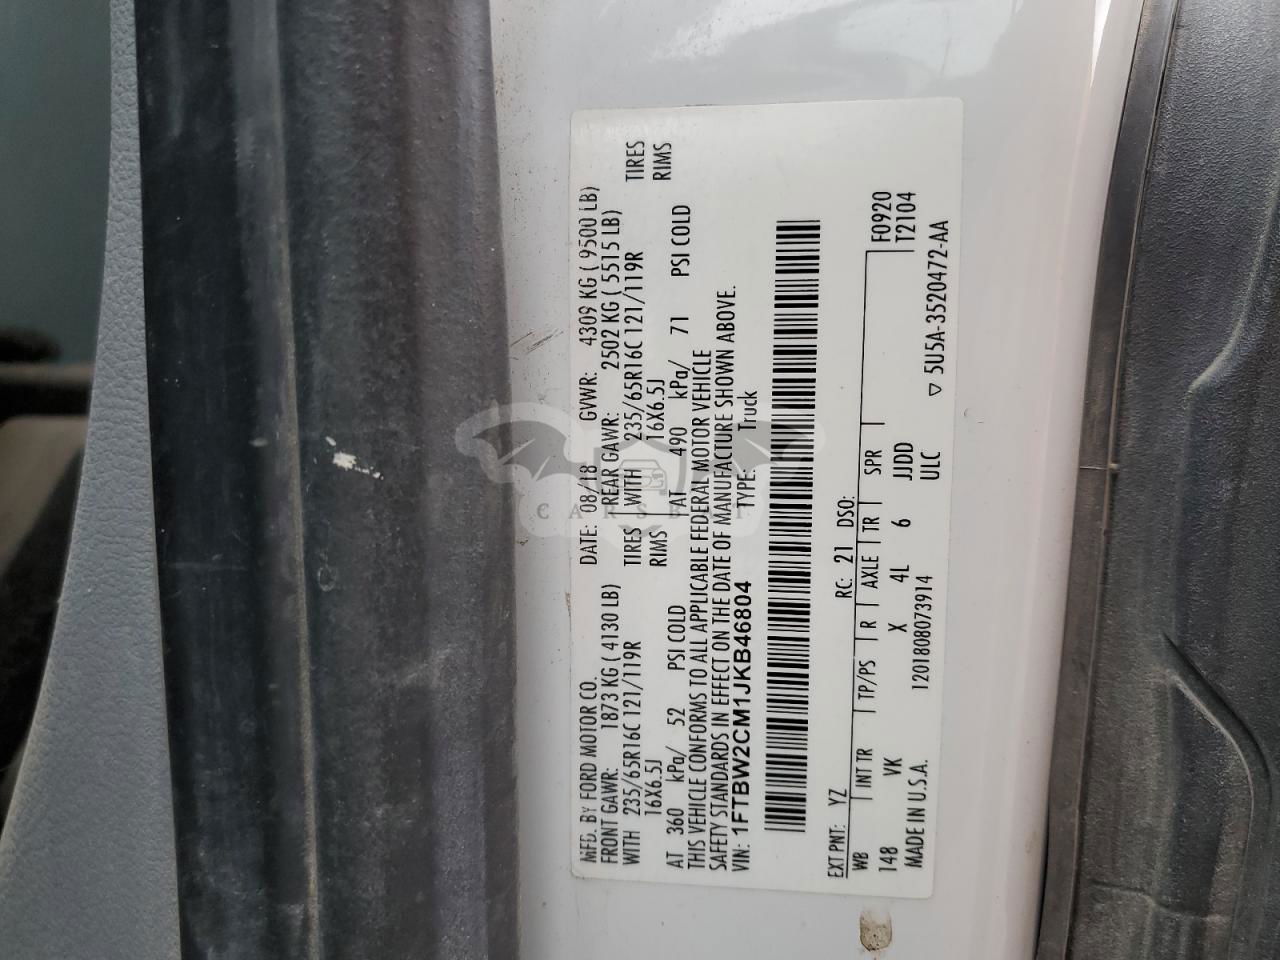 MFD. BY FORD MOTOR CO. DATE: 08/18 GVWR: 4309 KG ( 9500 LB)
FRONT GAWR: 1873 KG ( 4130 LB) REAR GAWR: 2502 KG ( 5515 LB)
WITH 235/65R16C 121/119R TIRES WITH 235/65R16C 121/119R TIRES
16X6.5J RIMS 16X6.5J RIMS
AT 360 kPa/ 52 PSI COLD AT 490 kPa/ 71 PSI COLD
THIS VEHICLE CONFORMS TO ALL APPLICABLE FEDERAL MOTOR VEHICLE
SAFETY STANDARDS IN EFFECT ON THE DATE OF MANUFACTURE SHOWN ABOVE.
VIN: 1FTBW2CM1JKB46804 TYPE: Truck
EXT PNT: YZ RC: 21 DSO:
WB INT TR TP/PS R AXLE TR SPR F0920
148 VK X 4L 6 JJDD T2104
MADE IN U.S.A. 1201808073914 ULC ▽ 5U5A-3520472-AA